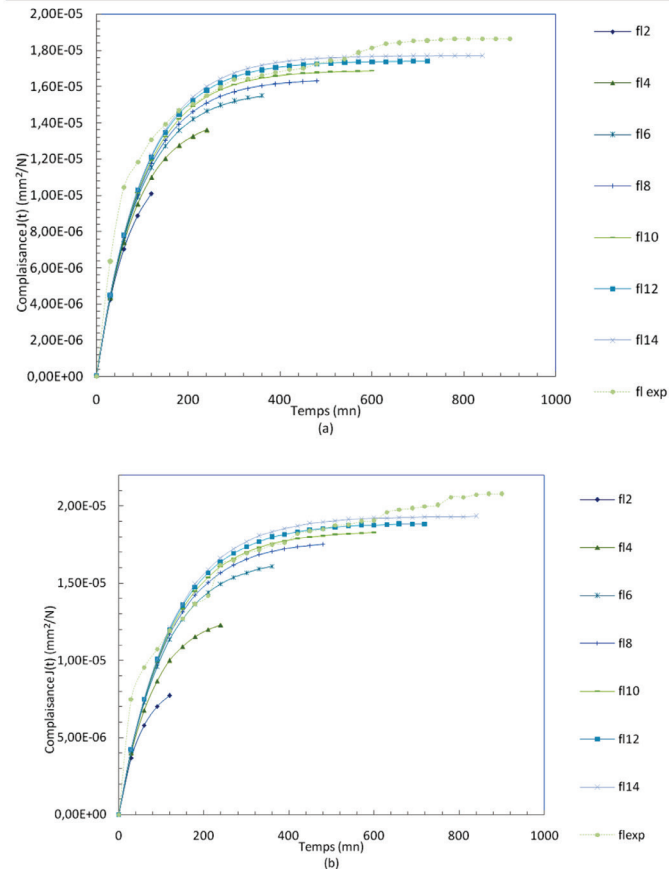 2,00E-05
1,80E-05
1,60E-05
1,40E-05
1,20E-05
1,00E-05
8,00E-06
6,00E-06
4,00E-06
2,00E-06
0,00E+00
Complaisance J(t) (mm²/N)
0 200 400 600 800 1000
Temps (mn)
(a)
fl2
fl4
fl6
fl8
fl10
fl12
fl14
fl exp
2,00E-05
1,50E-05
1,00E-05
5,00E-06
0,00E+00
Complaisance J(t) (mm²/N)
0 200 400 600 800 1000
Temps (mn)
(b)
fl2
fl4
fl6
fl8
fl10
fl12
fl14
flexp